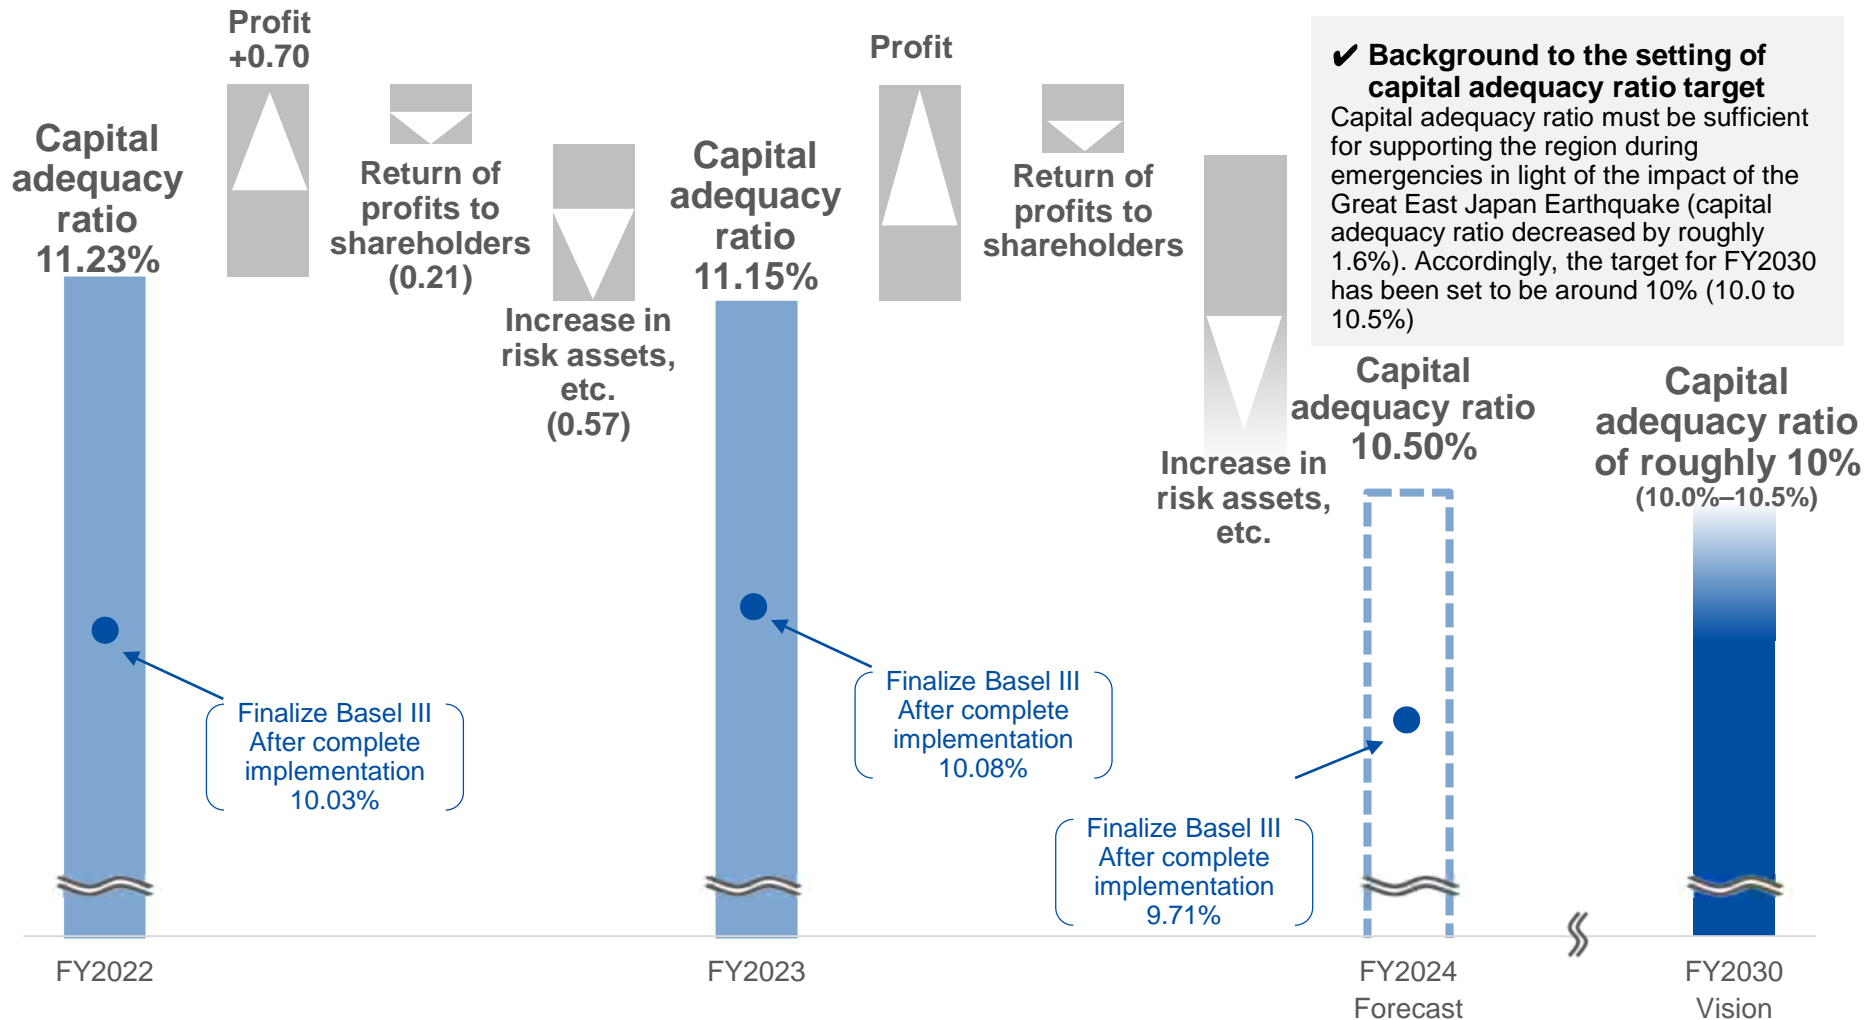 Profit
+0.70
Capital
adequacy
ratio
11.23%
Return of
profits to
shareholders
(0.21)
Increase in
risk assets,
etc.
(0.57)
Capital
adequacy
ratio
11.15%
Profit
Return of
profits to
shareholders
Increase in
risk assets,
etc.
✔ Background to the setting of
capital adequacy ratio target
Capital adequacy ratio must be sufficient
for supporting the region during
emergencies in light of the impact of the
Great East Japan Earthquake (capital
adequacy ratio decreased by roughly
1.6%). Accordingly, the target for FY2030
has been set to be around 10% (10.0 to
10.5%)
Capital
adequacy ratio
10.50%
Capital
adequacy ratio
of roughly 10%
(10.0%–10.5%)
Finalize Basel III
After complete
implementation
10.03%
Finalize Basel III
After complete
implementation
10.08%
Finalize Basel III
After complete
implementation
9.71%
FY2022
FY2023
FY2024
Forecast
FY2030
Vision